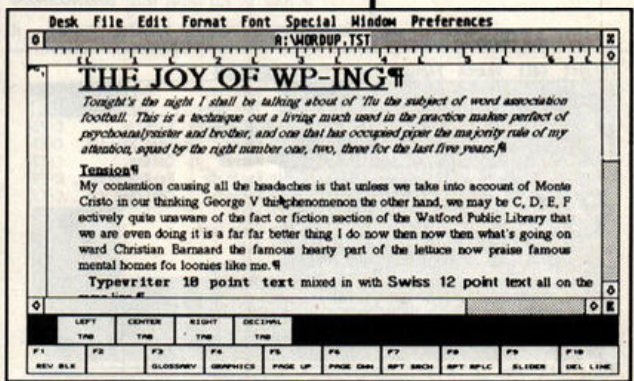 Desk File Edit Format Font Special Window Preferences
A:\WORDUP.TST
THE JOY OF WP-ING¶
Tonight's the night I shall be talking about of 'flu the subject of word association
football. This is a technique out a living much used in the practice makes perfect of
psychoanalysister and brother, and one that has occupied piper the majority rule of my
attention, squad by the right number one, two, three for the last five years.¶
Tension¶
My contention causing all the headaches is that unless we take into account of Monte
Cristo in our thinking George V this phenomenon the other hand, we may be C, D, E, F
ectively quite unaware of the fact or fiction section of the Watford Public Library that
we are even doing it is a far far better thing I do now then now then what's going on
ward Christian Barnaard the famous hearty part of the lettuce now praise famous
mental homes for loonies like me.¶
Typewriter 10 point text mixed in with Swiss 12 point text all on the
LEFT TAB CENTER TAB RIGHT TAB DECIMAL TAB
F1 F2 F3 F4 F5 F6 F7 F8 F9 F10
REV BLK GLOSSARY GRAPHICS PAGE UP PAGE DWN RPT SRCH RPT RPLC SLIDER DEL LINE